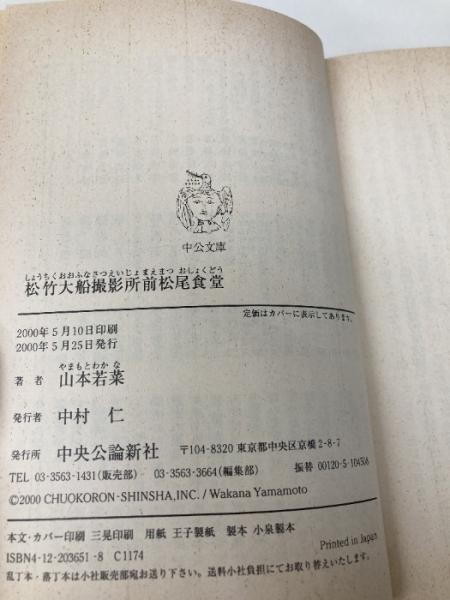 中公文庫
しょうちくおおふなさつえいじょまえまつおしょくどう
松竹大船撮影所前松尾食堂
定価はカバーに表示してあります。
2000年5月10日印刷
2000年5月25日発行
やまもとわかな
著者 山本若菜
発行者 中村 仁
発行所 中央公論新社 〒104-8320 東京都中央区京橋 2-8-7
TEL 03-3563-1431(販売部) 03-3563-3664(編集部) 振替 00120-5-104508
©2000 CHUOKORON-SHINSHA,INC. / Wakana Yamamoto
本文・カバー印刷 三晃印刷 用紙 王子製紙 製本 小泉製本
ISBN4-12-203651-8 C1174
Printed in Japan
乱丁本・落丁本は小社販売部宛お送り下さい。送料小社負担にてお取り替えいたします。